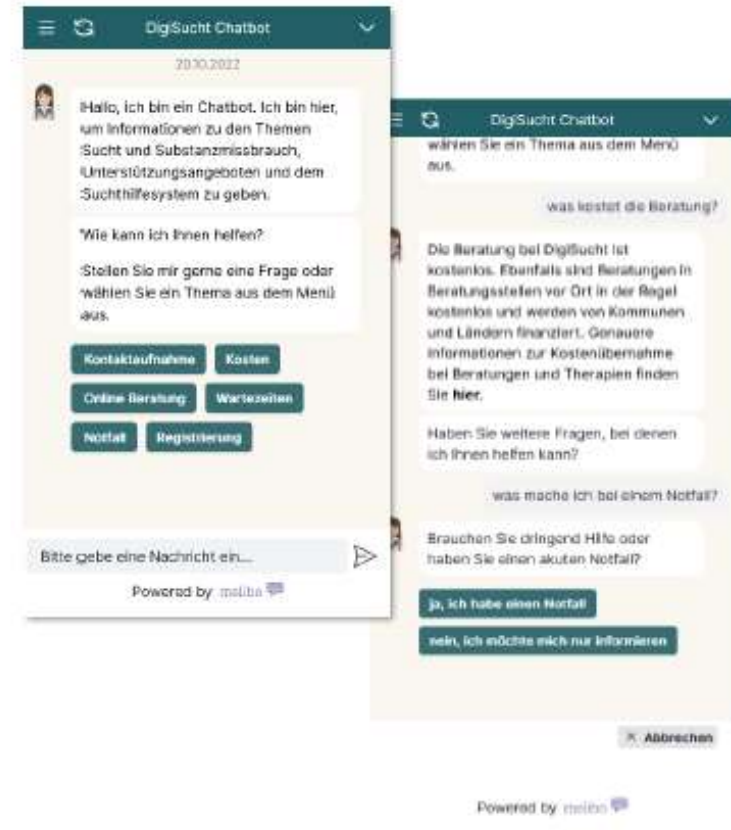 DigiSucht Chatbot
20.10.2022
Hallo, ich bin ein Chatbot. Ich bin hier,
um Informationen zu den Themen
Sucht und Substanzmissbrauch,
Unterstützungsangeboten und dem
Suchthilfesystem zu geben.
Wie kann ich Ihnen helfen?
Stellen Sie mir gerne eine Frage oder
wählen Sie ein Thema aus dem Menü
aus.
Kontaktaufnahme
Kosten
Online Beratung
Wartezeiten
Notfall
Registrierung
Bitte gebe eine Nachricht ein...
Powered by melibo
DigiSucht Chatbot
wählen Sie ein Thema aus dem Menü
aus.
was kostet die Beratung?
Die Beratung bei DigiSucht ist
kostenlos. Ebenfalls sind Beratungen in
Beratungsstellen vor Ort in der Regel
kostenlos und werden von Kommunen
und Ländern finanziert. Genauere
Informationen zur Kostenübernahme
bei Beratungen und Therapien finden
Sie hier.
Haben Sie weitere Fragen, bei denen
ich Ihnen helfen kann?
was mache ich bei einem Notfall?
Brauchen Sie dringend Hilfe oder
haben Sie einen akuten Notfall?
ja, ich habe einen Notfall
nein, ich möchte mich nur informieren
× Abbrechen
Powered by melibo